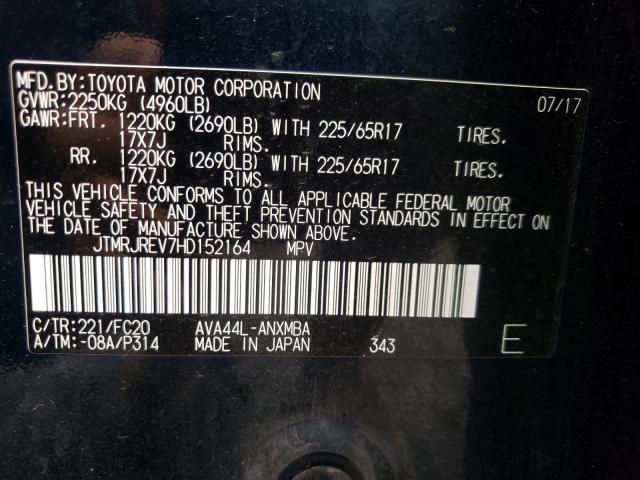 MFD.BY:TOYOTA MOTOR CORPORATION 07/17
GVWR:2250KG (4960LB)
GAWR:FRT. 1220KG (2690LB) WITH 225/65R17 TIRES.
17X7J RIMS.
RR. 1220KG (2690LB) WITH 225/65R17 TIRES.
17X7J RIMS.
THIS VEHICLE CONFORMS TO ALL APPLICABLE FEDERAL MOTOR
VEHICLE SAFETY AND THEFT PREVENTION STANDARDS IN EFFECT ON
THE DATE OF MANUFACTURE SHOWN ABOVE.
JTMRJREV7HD152164 MPV
C/TR:221/FC20 AVA44L-ANXMBA
A/TM:-08A/P314 MADE IN JAPAN 343 E